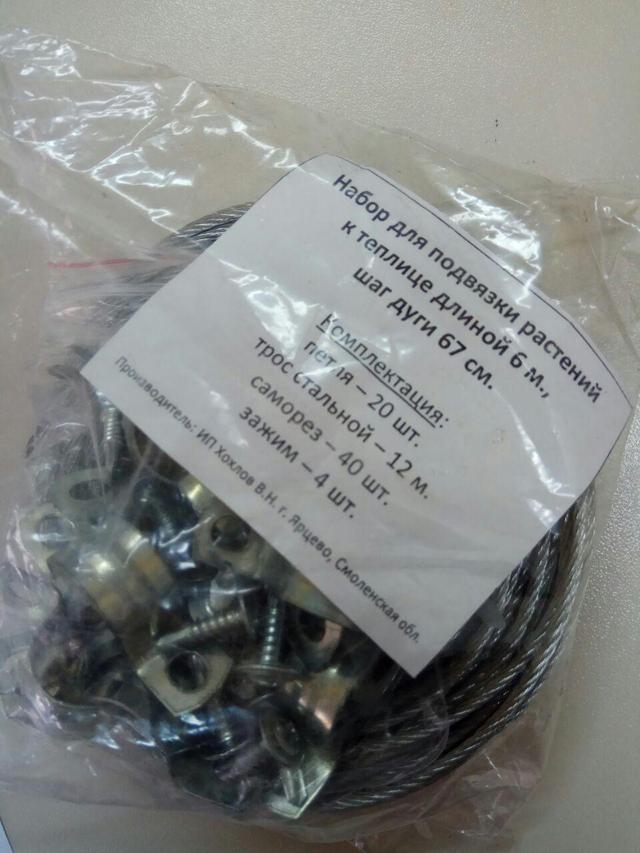 Набор для подвязки растений
к теплице длиной 6 м.,
шаг дуги 67 см.
Комплектация:
петля – 20 шт.
трос стальной – 12 м.
саморез – 40 шт.
зажим – 4 шт.
Производитель: ИП Хохлов В.Н. г. Ярцево, Смоленская обл.